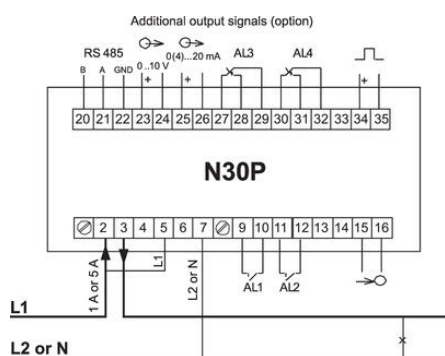 Additional output signals (option)
RS 485
0(4)...20 mA
AL3
AL4
B A GND 0 ..10 V
+ + +
20 21 22 23 24 25 26 27 28 29 30 31 32 33 34 35
N30P
2 3 4 5 6 7 9 10 11 12 13 14 15 16
1 A or 5 A
L1
L2 or N
AL1
AL2
L1
L2 or N